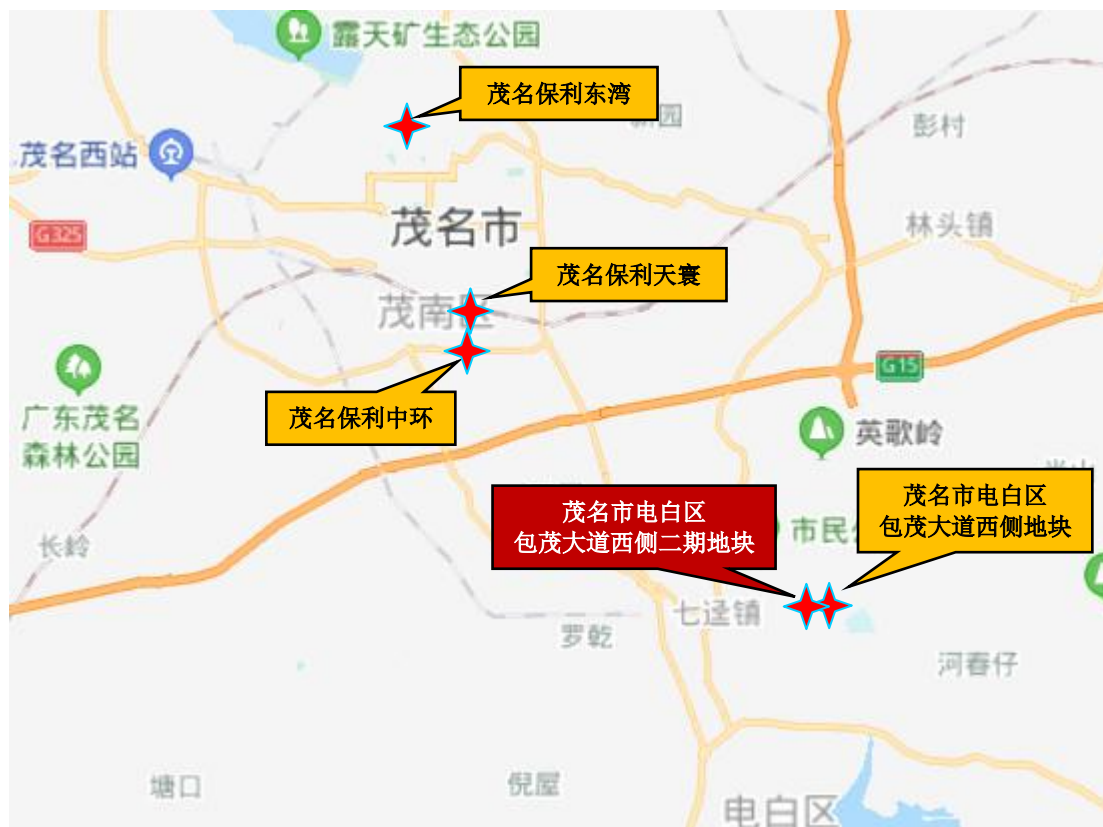 露天矿生态公园
茂名保利东湾
新园
彭村
茂名西站
茂名市
林头镇
G325
茂名保利天寰
茂南区
G15
广东茂名
森林公园
茂名保利中环
英歌岭
茂名市电白区
包茂大道西侧二期地块
茂名市电白区
包茂大道西侧地块
市民
长岭
七迳镇
罗乾
河春仔
塘口
倪屋
电白区